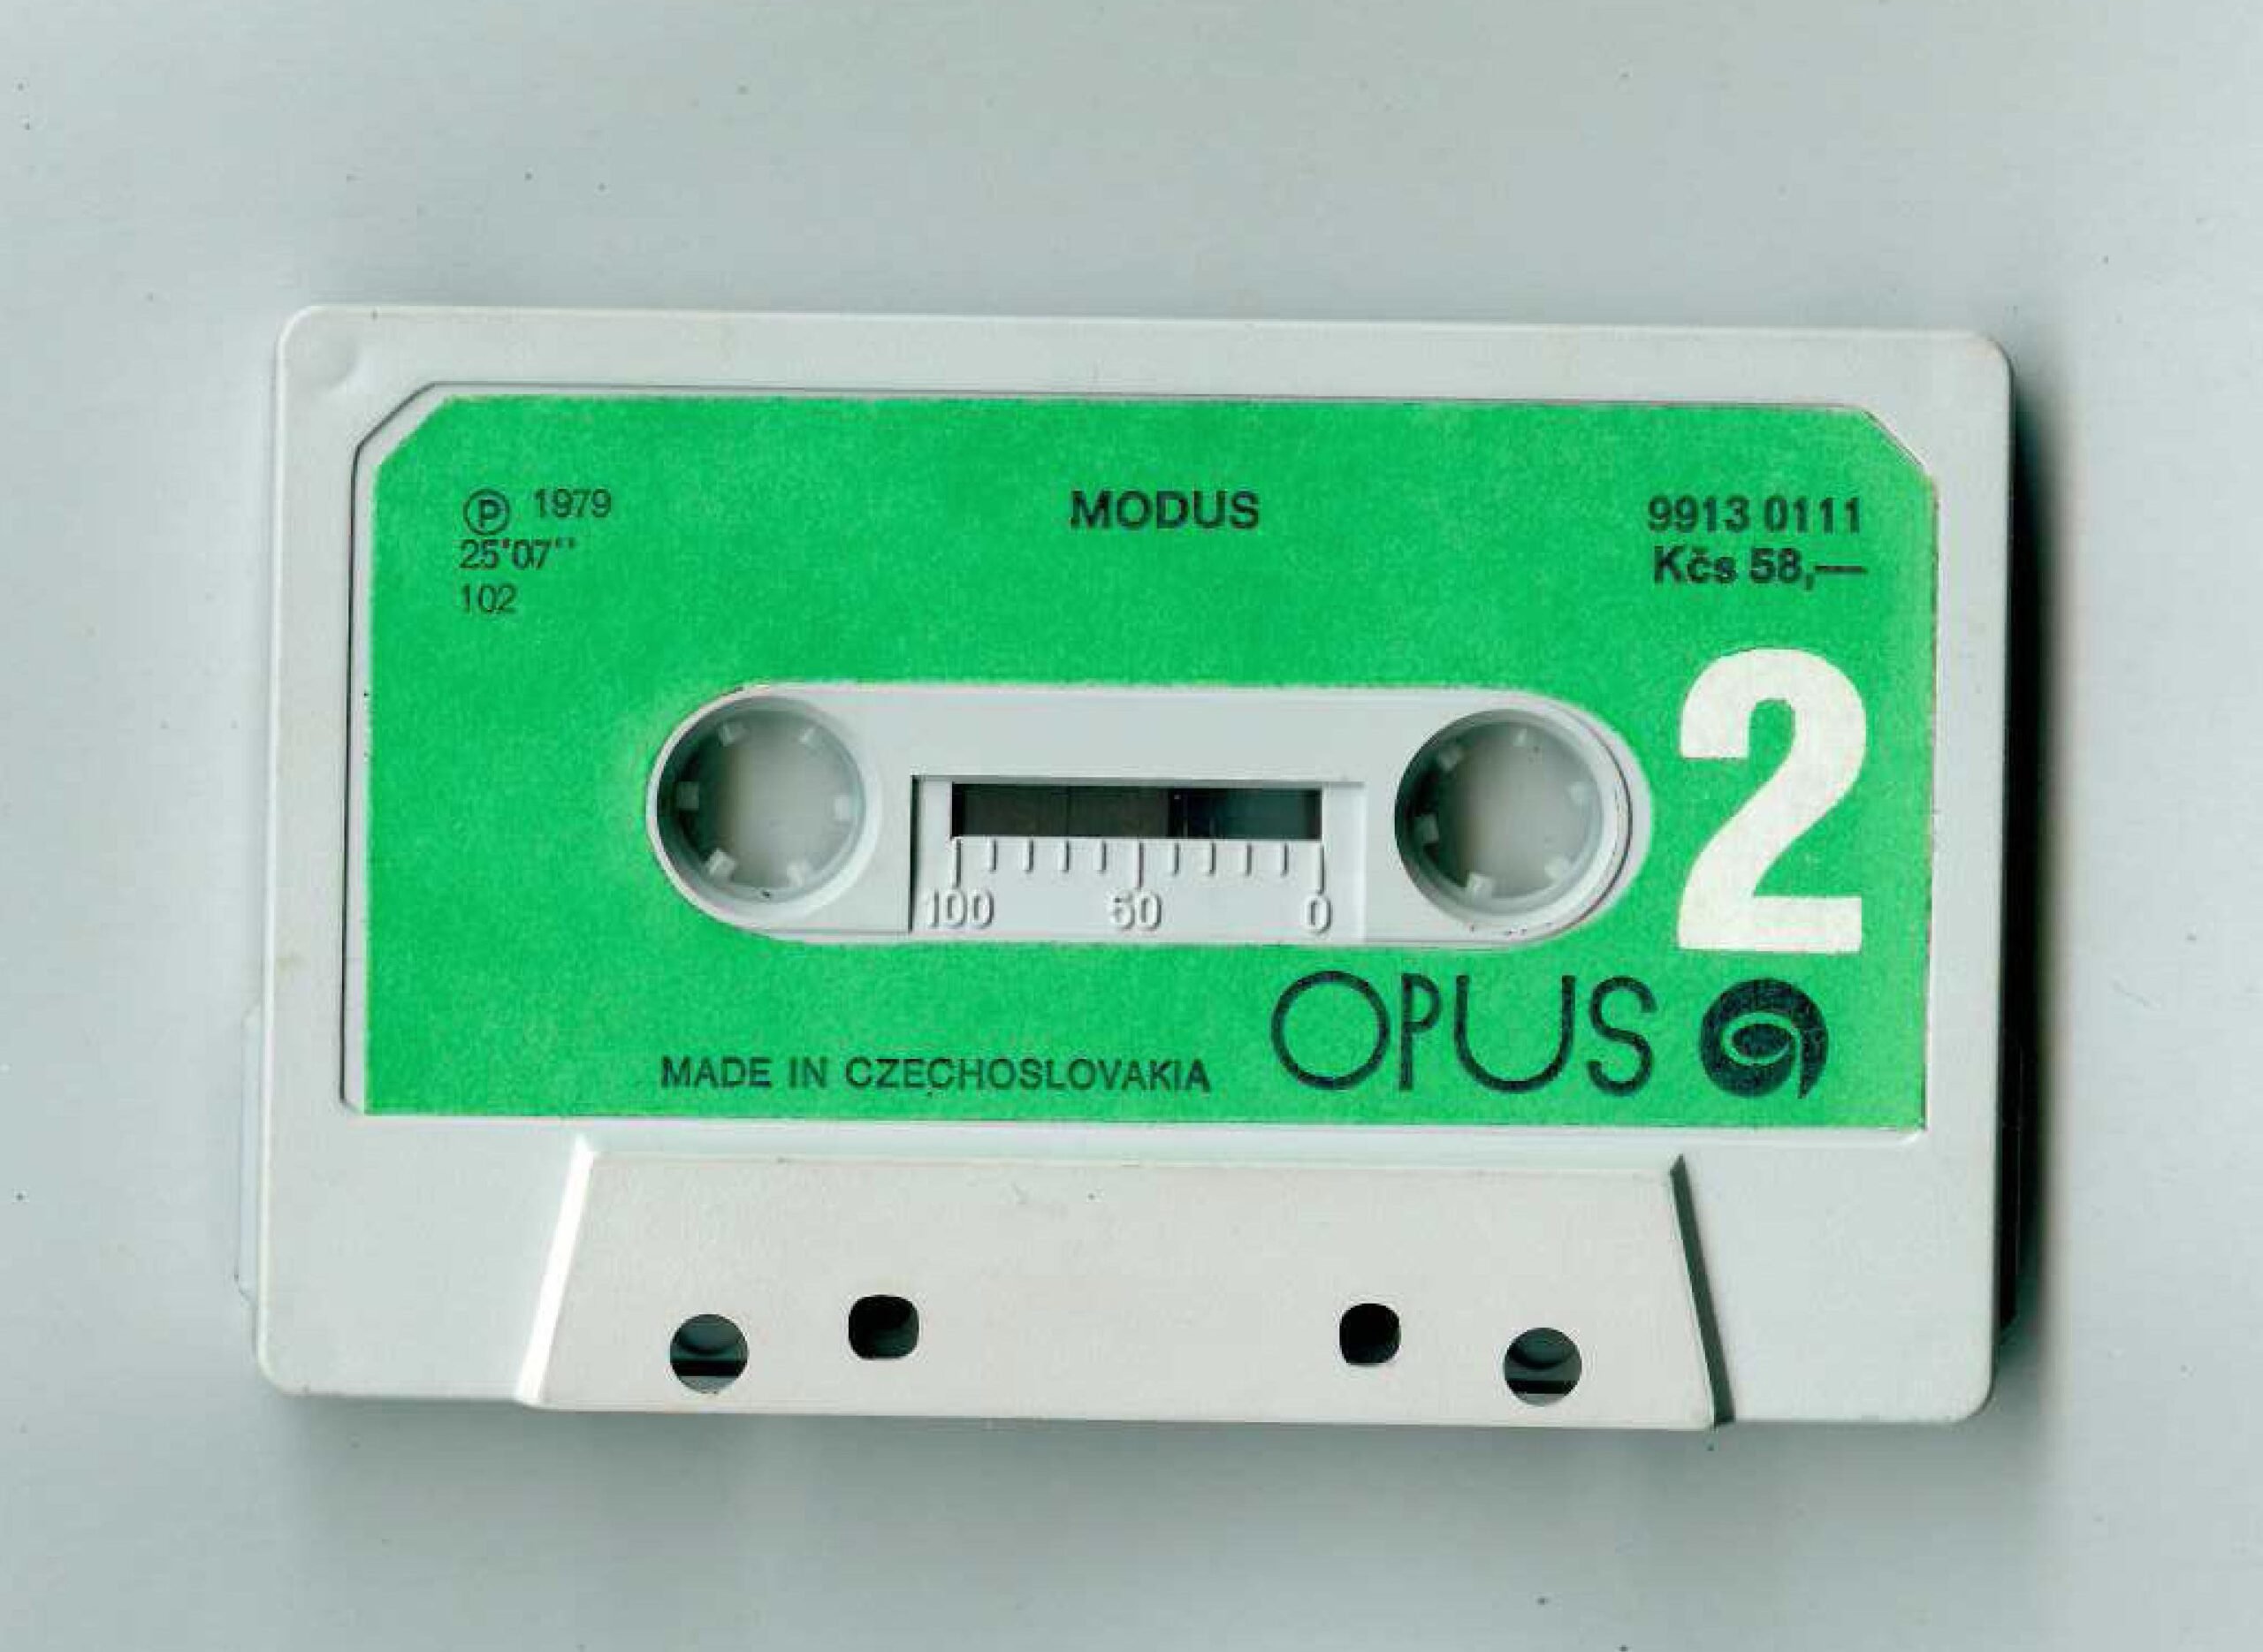 Ⓟ 1979
25'07''
102
MODUS
9913 0111
Kčs 58,—
2
100 50 0
OPUS
MADE IN CZECHOSLOVAKIA